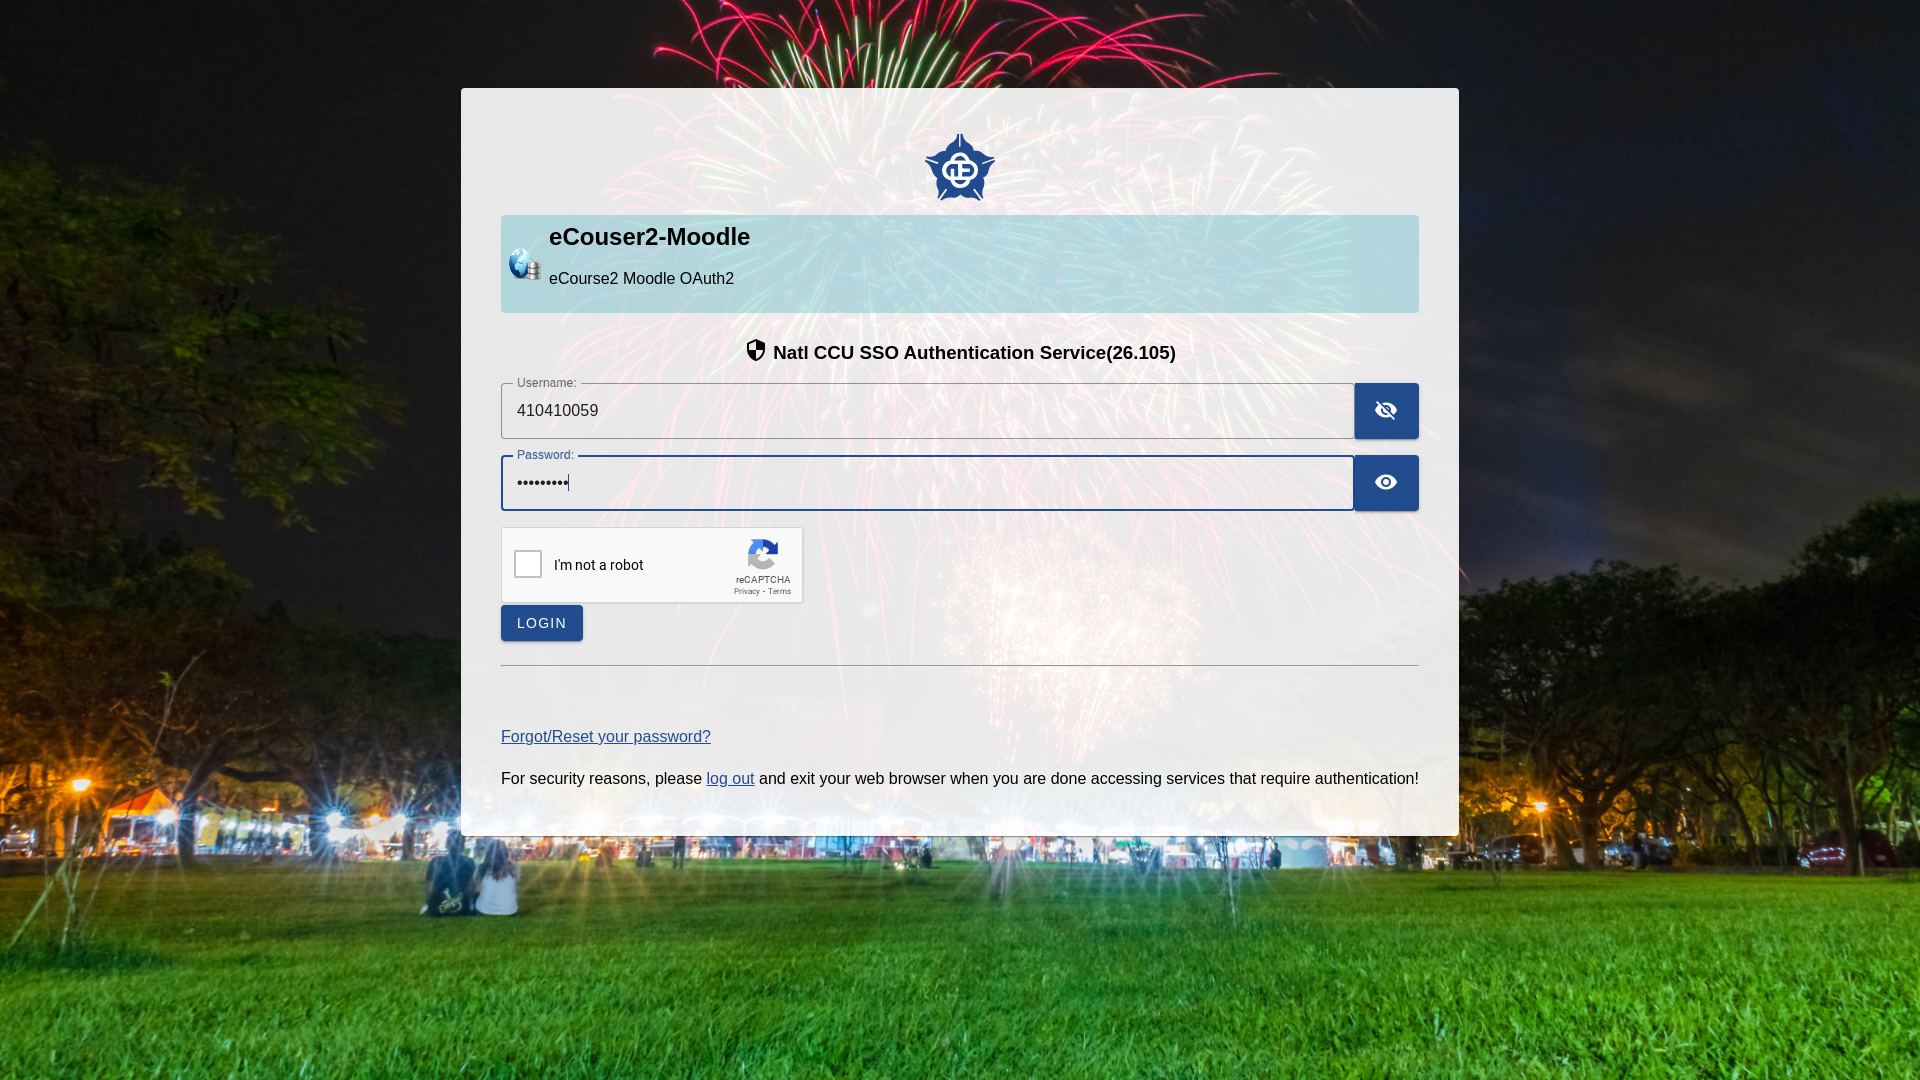 eCouser2-Moodle
eCourse2 Moodle OAuth2
Natl CCU SSO Authentication Service(26.105)
Username:
410410059
Password:
•••••••••
I'm not a robot
reCAPTCHA
Privacy - Terms
LOGIN
Forgot/Reset your password?
For security reasons, please log out and exit your web browser when you are done accessing services that require authentication!